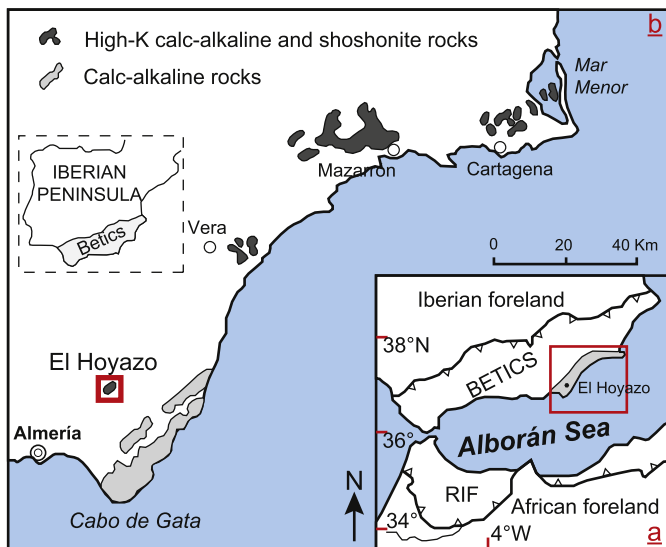 High-K calc-alkaline and shoshonite rocks
b
Calc-alkaline rocks
Mar
Menor
IBERIAN
PENINSULA
Betics
Mazarrón
Cartagena
Vera
0 20 40 Km
Iberian foreland
38°N
El Hoyazo
BETICS
El Hoyazo
Almería
36°
Alborán Sea
RIF
African foreland
Cabo de Gata
N
34°
4°W
a